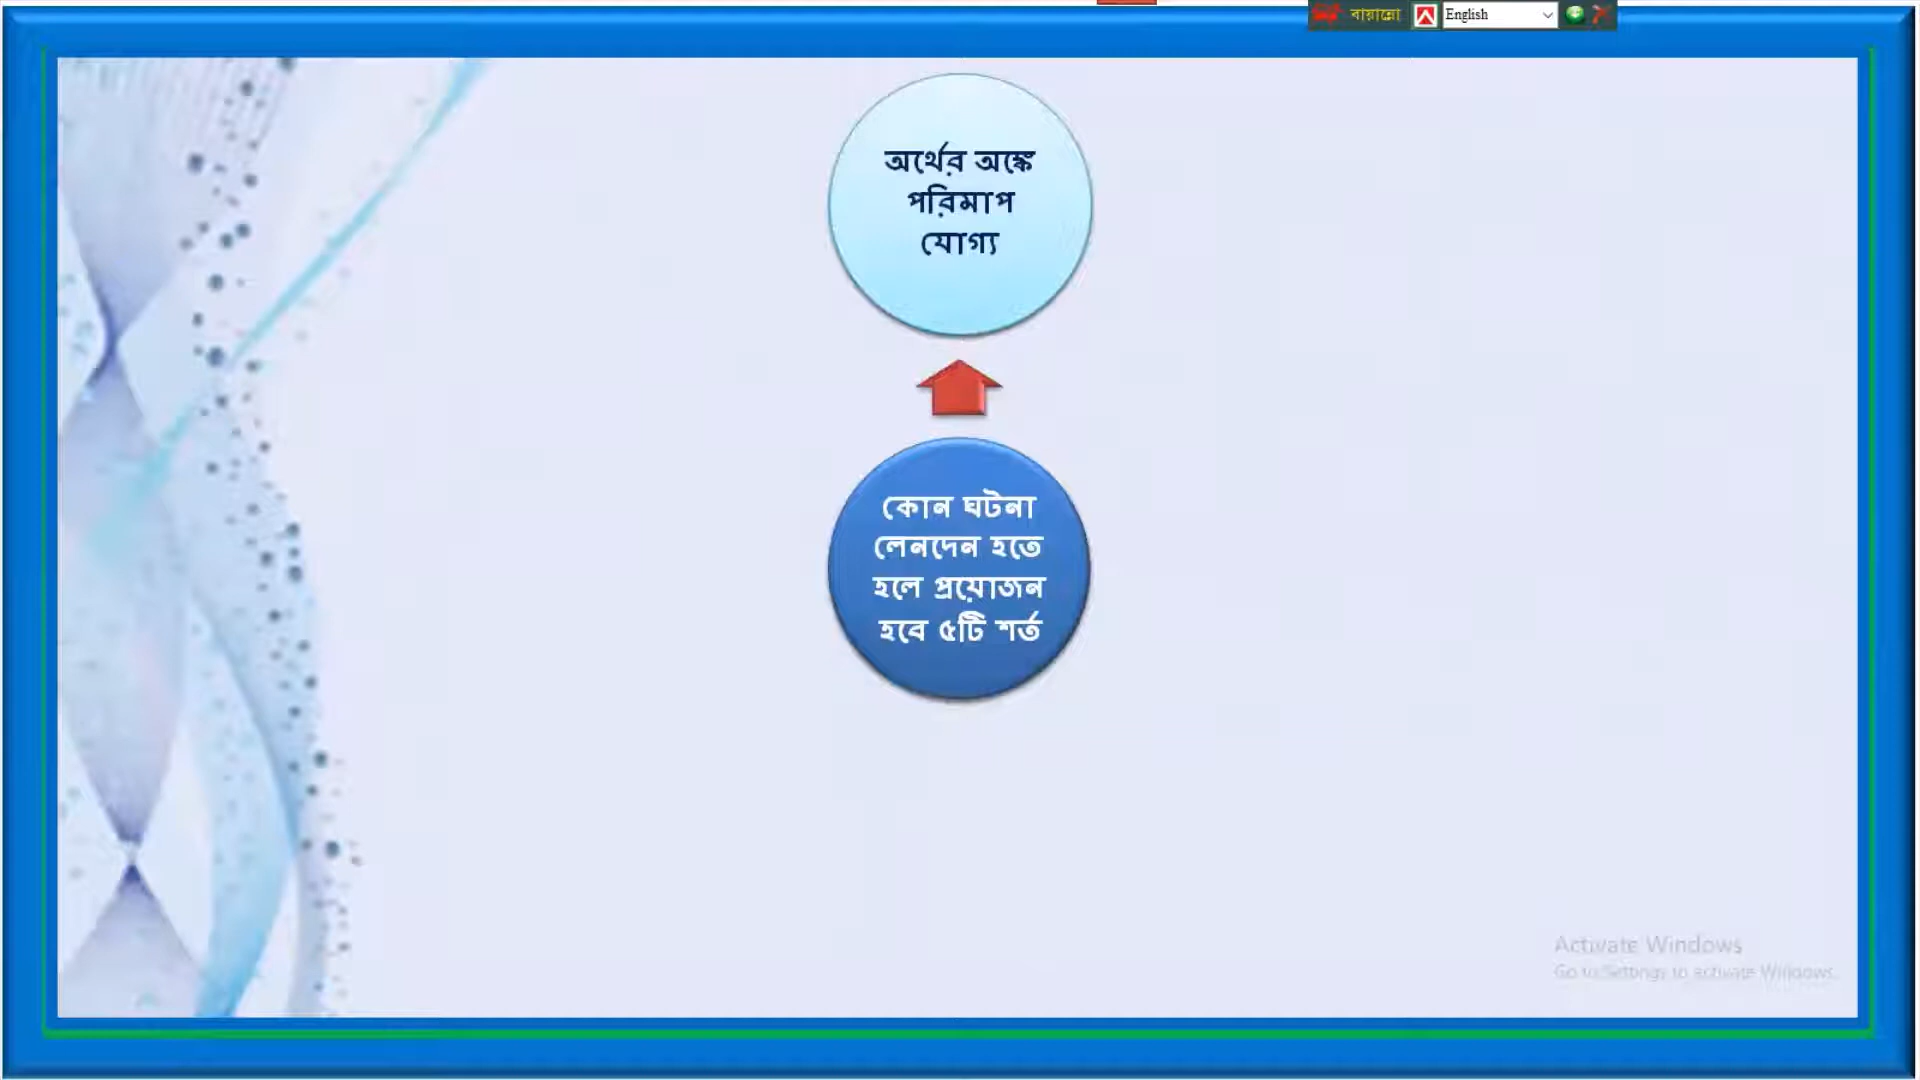 বায়ান্নো English
অর্থের অঙ্কে
পরিমাপ
যোগ্য
কোন ঘটনা
লেনদেন হতে
হলে প্রয়োজন
হবে ৫টি শর্ত
Activate Windows
Go to Settings to activate Windows.